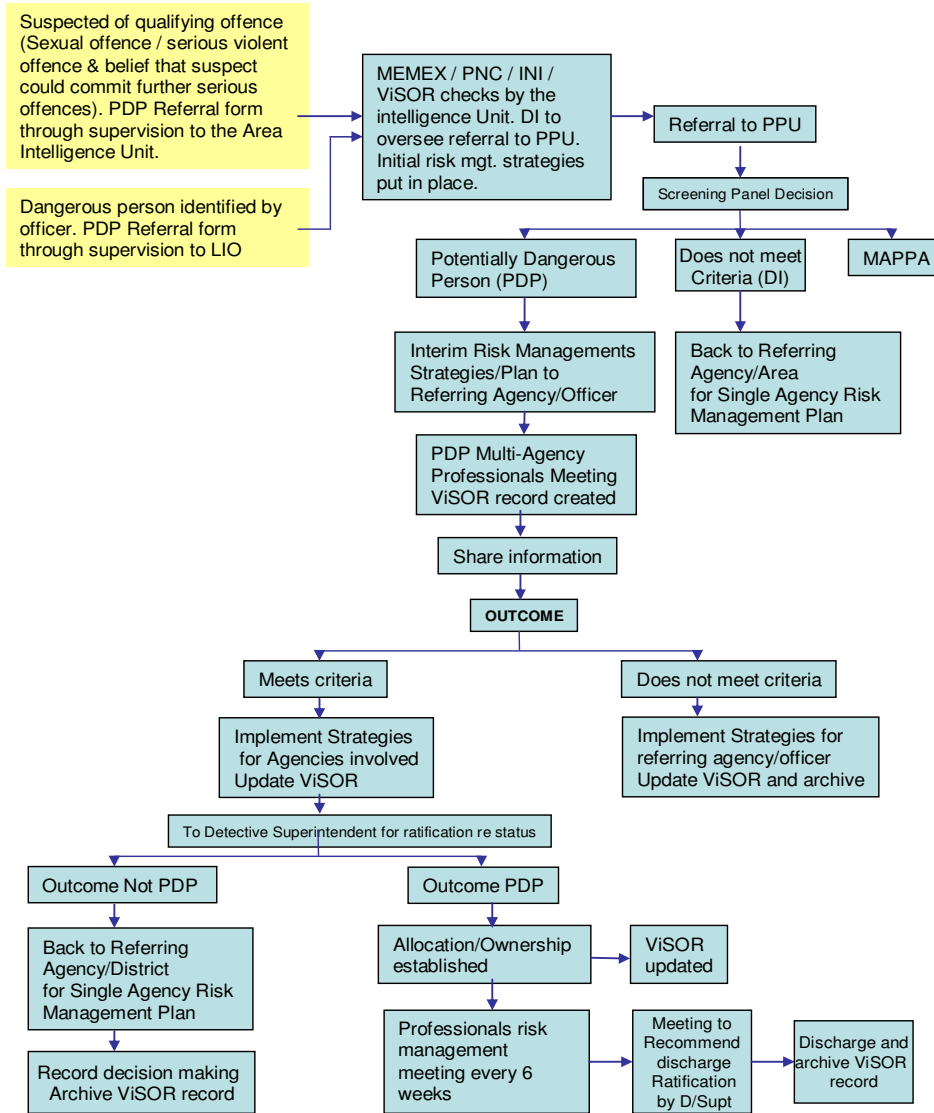 Suspected of qualifying offence
(Sexual offence / serious violent
offence & belief that suspect
could commit further serious
offences). PDP Referral form
through supervision to the Area
Intelligence Unit.
MEMEX / PNC / INI /
ViSOR checks by the
intelligence Unit. DI to
oversee referral to PPU.
Initial risk mgt. strategies
put in place.
Referral to PPU
Screening Panel Decision
Dangerous person identified by
officer. PDP Referral form
through supervision to LIO
Potentially Dangerous
Person (PDP)
Does not meet
Criteria (DI)
MAPPA
Interim Risk Managements
Strategies/Plan to
Referring Agency/Officer
Back to Referring
Agency/Area
for Single Agency Risk
Management Plan
PDP Multi-Agency
Professionals Meeting
ViSOR record created
Share information
OUTCOME
Meets criteria
Does not meet criteria
Implement Strategies
for Agencies involved
Update ViSOR
Implement Strategies for
referring agency/officer
Update ViSOR and archive
To Detective Superintendent for ratification re status
Outcome Not PDP
Outcome PDP
Back to Referring
Agency/District
for Single Agency Risk
Management Plan
Allocation/Ownership
established
ViSOR
updated
Record decision making
Archive ViSOR record
Professionals risk
management
meeting every 6
weeks
Meeting to
Recommend
discharge
Ratification
by D/Supt
Discharge and
archive ViSOR
record